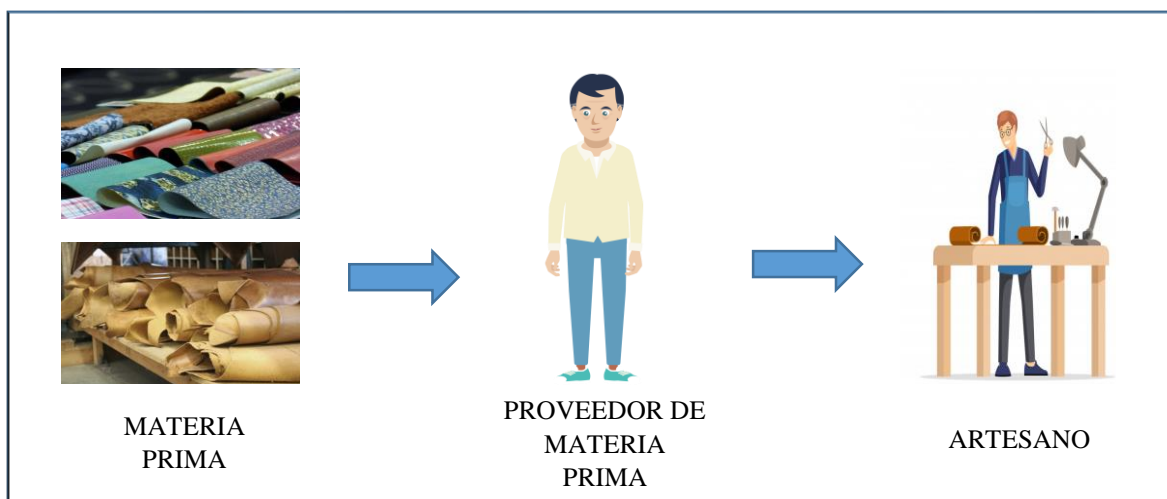 MATERIA
PRIMA
PROVEEDOR DE
MATERIA
PRIMA
ARTESANO